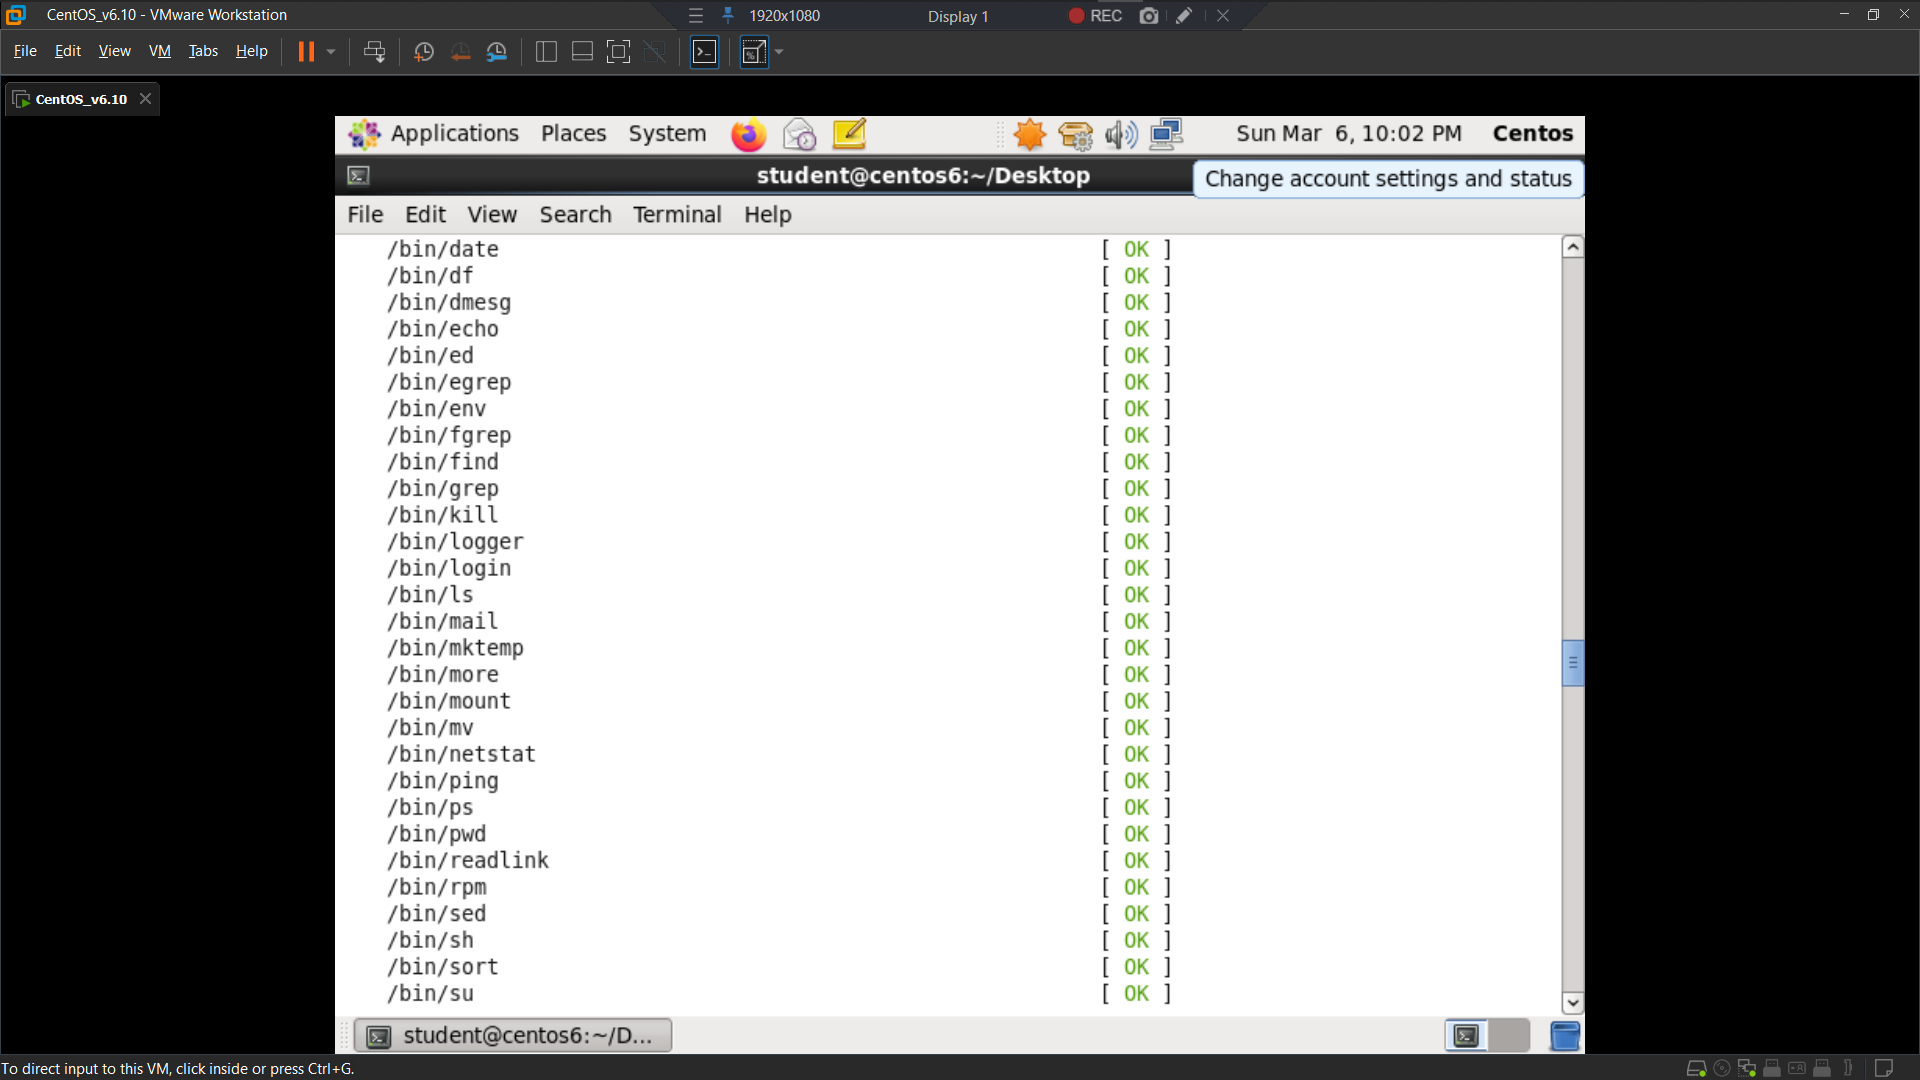 CentOS_v6.10 - VMware Workstation
1920x1080
Display 1
REC
File Edit View VM Tabs Help
CentOS_v6.10
Applications Places System
Sun Mar 6, 10:02 PM Centos
student@centos6:~/Desktop
Change account settings and status
File Edit View Search Terminal Help
/bin/date [ OK ]
/bin/df [ OK ]
/bin/dmesg [ OK ]
/bin/echo [ OK ]
/bin/ed [ OK ]
/bin/egrep [ OK ]
/bin/env [ OK ]
/bin/fgrep [ OK ]
/bin/find [ OK ]
/bin/grep [ OK ]
/bin/kill [ OK ]
/bin/logger [ OK ]
/bin/login [ OK ]
/bin/ls [ OK ]
/bin/mail [ OK ]
/bin/mktemp [ OK ]
/bin/more [ OK ]
/bin/mount [ OK ]
/bin/mv [ OK ]
/bin/netstat [ OK ]
/bin/ping [ OK ]
/bin/ps [ OK ]
/bin/pwd [ OK ]
/bin/readlink [ OK ]
/bin/rpm [ OK ]
/bin/sed [ OK ]
/bin/sh [ OK ]
/bin/sort [ OK ]
/bin/su [ OK ]
student@centos6:~/D...
To direct input to this VM, click inside or press Ctrl+G.